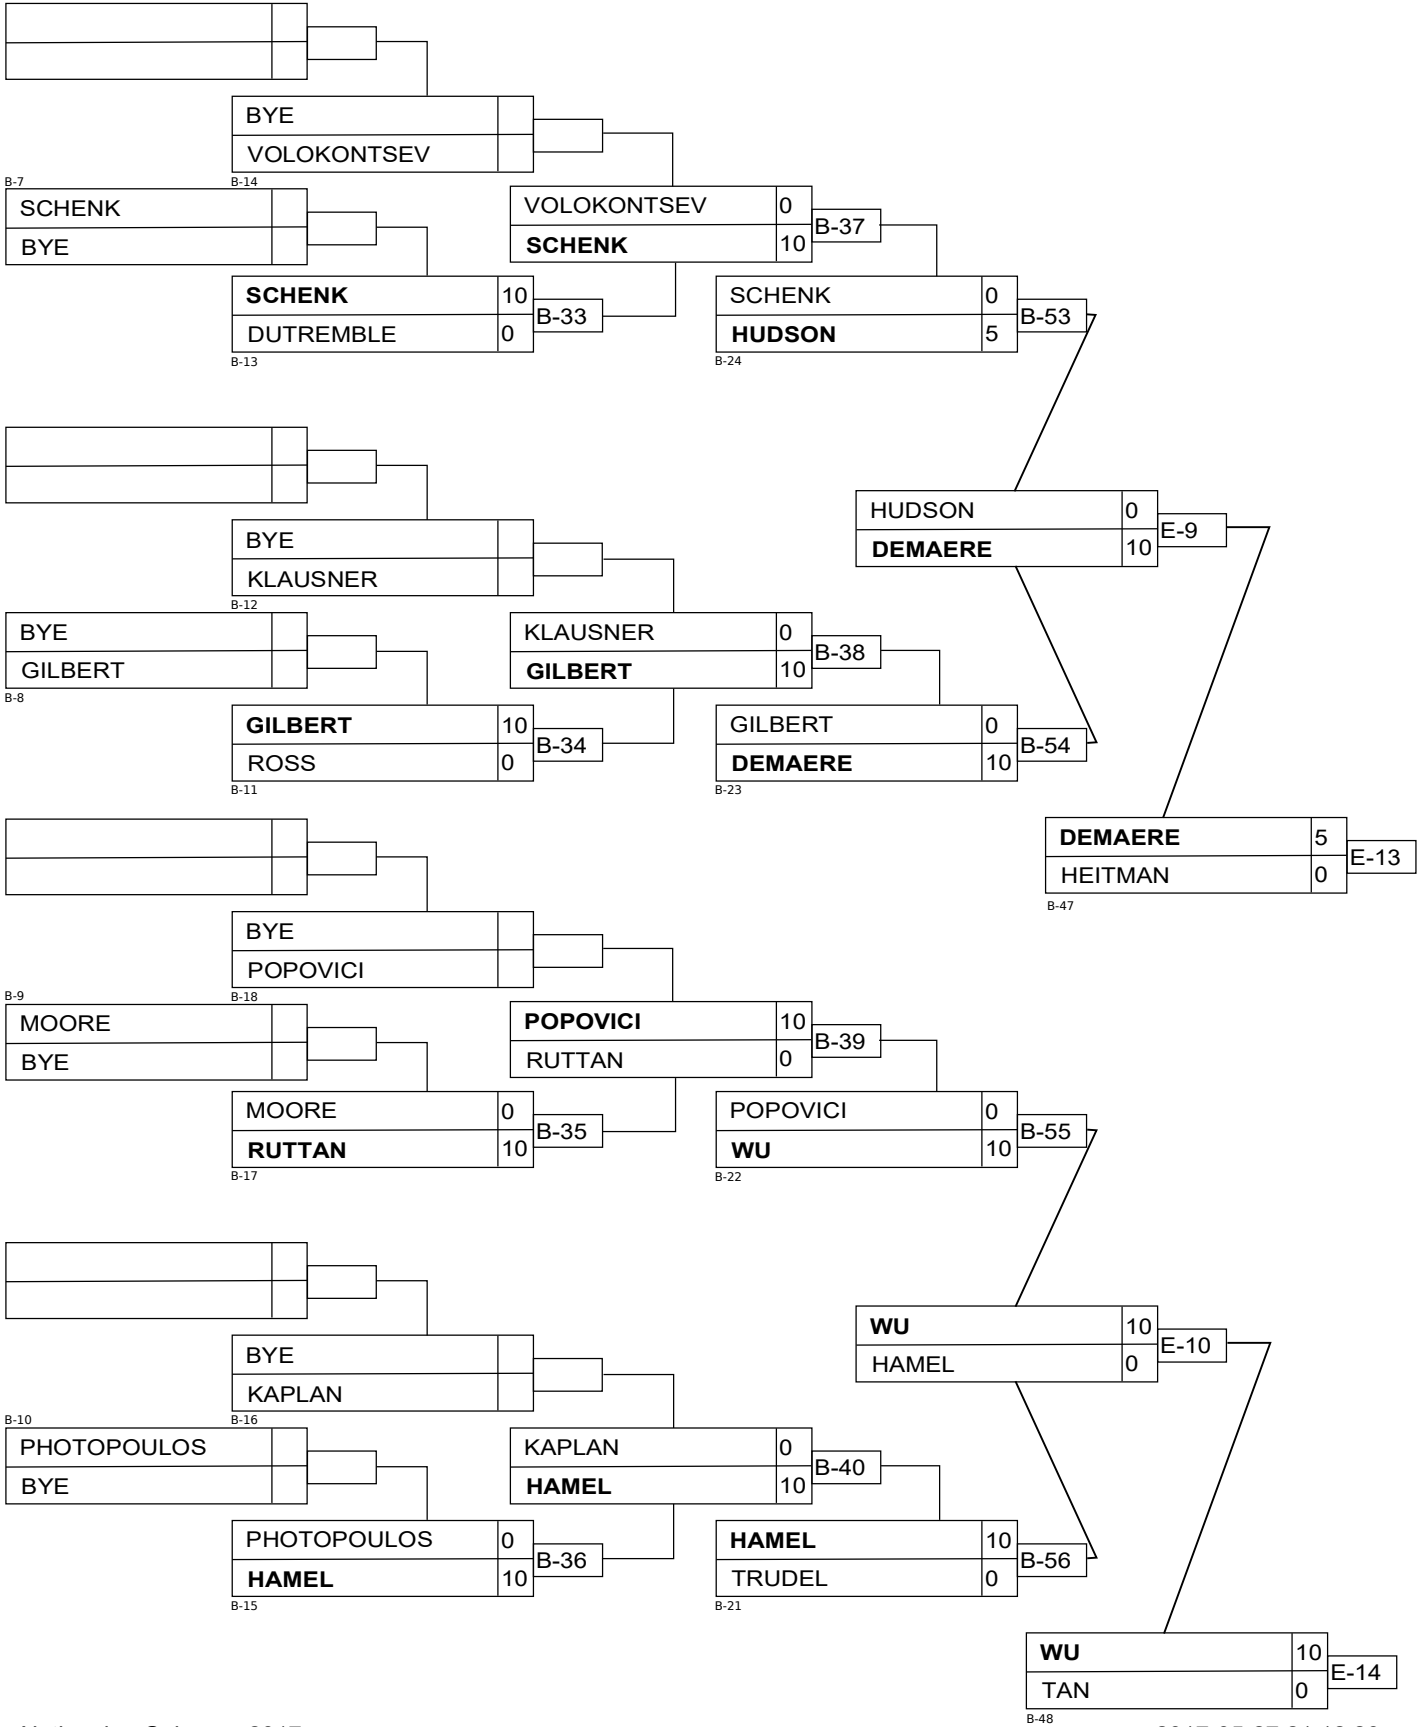 BYE
VOLOKONTSEV
B-7
B-14
SCHENK
BYE
VOLOKONTSEV 0
SCHENK 10
B-37
SCHENK 10
DUTREMBLE 0
B-33
B-13
SCHENK 0
HUDSON 5
B-53
B-24
HUDSON 0
DEMAERE 10
E-9
BYE
KLAUSNER
B-12
BYE
GILBERT
B-8
KLAUSNER 0
GILBERT 10
B-38
GILBERT 10
ROSS 0
B-34
B-11
GILBERT 0
DEMAERE 10
B-54
B-23
DEMAERE 5
HEITMAN 0
E-13
B-47
BYE
POPOVICI
B-9
B-18
MOORE
BYE
POPOVICI 10
RUTTAN 0
B-39
MOORE 0
RUTTAN 10
B-35
B-17
POPOVICI 0
WU 10
B-55
B-22
WU 10
HAMEL 0
E-10
BYE
KAPLAN
B-10
B-16
PHOTOPOULOS
BYE
KAPLAN 0
HAMEL 10
B-40
PHOTOPOULOS 0
HAMEL 10
B-36
B-15
HAMEL 10
TRUDEL 0
B-56
B-21
WU 10
TAN 0
E-14
B-48